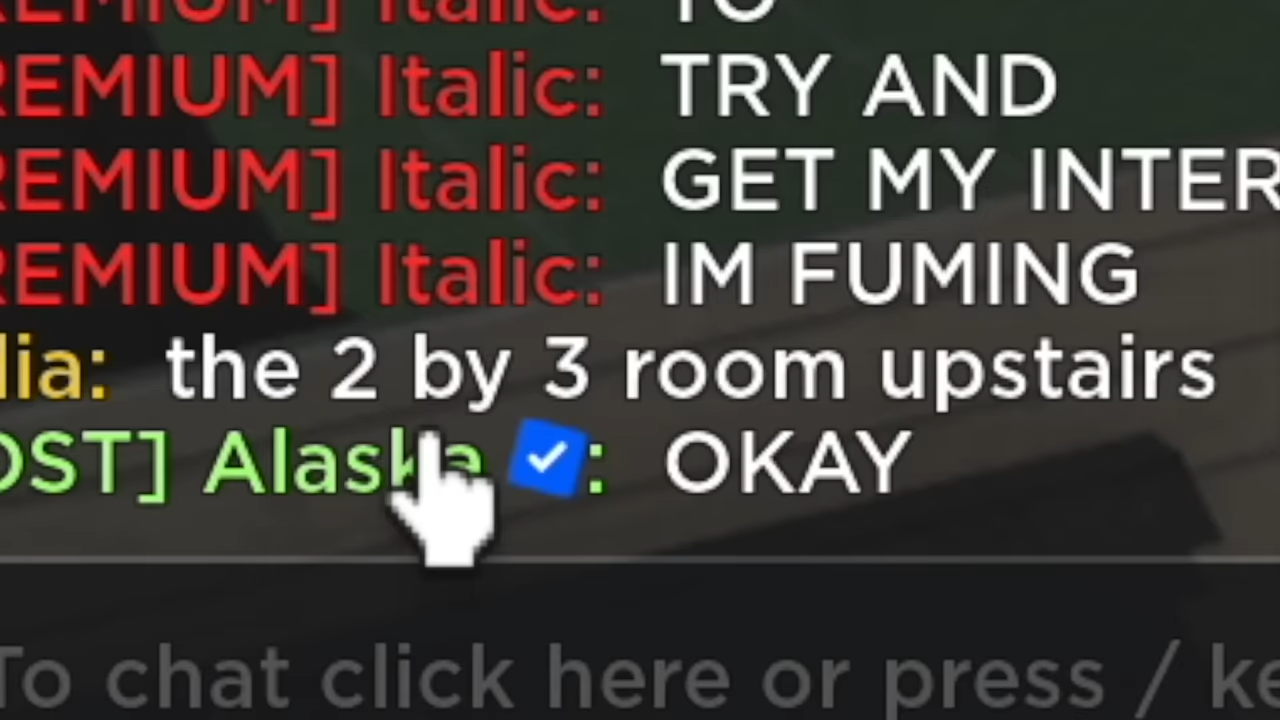 REMIUM] Italic: TO
REMIUM] Italic: TRY AND
REMIUM] Italic: GET MY INTER
REMIUM] Italic: IM FUMING
lia: the 2 by 3 room upstairs
OST] Alaska ☑: OKAY
To chat click here or press / ke